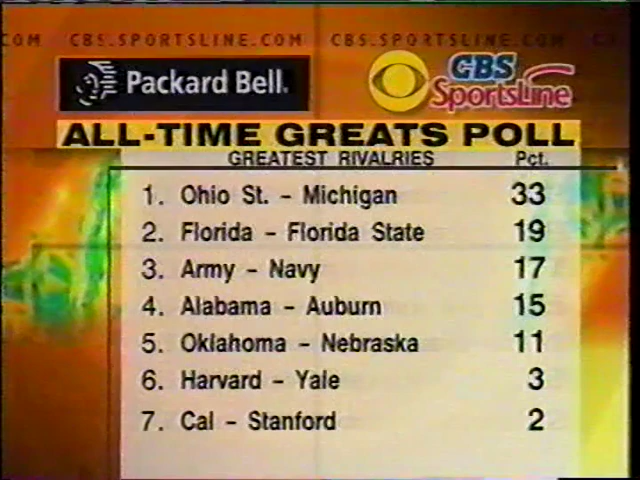 COM CBS.SPORTSLINE.COM CBS.SPORTSLINE.COM
Packard Bell.
CBS
SportsLine
ALL-TIME GREATS POLL
GREATEST RIVALRIES Pct.
1. Ohio St. - Michigan 33
2. Florida - Florida State 19
3. Army - Navy 17
4. Alabama - Auburn 15
5. Oklahoma - Nebraska 11
6. Harvard - Yale 3
7. Cal - Stanford 2